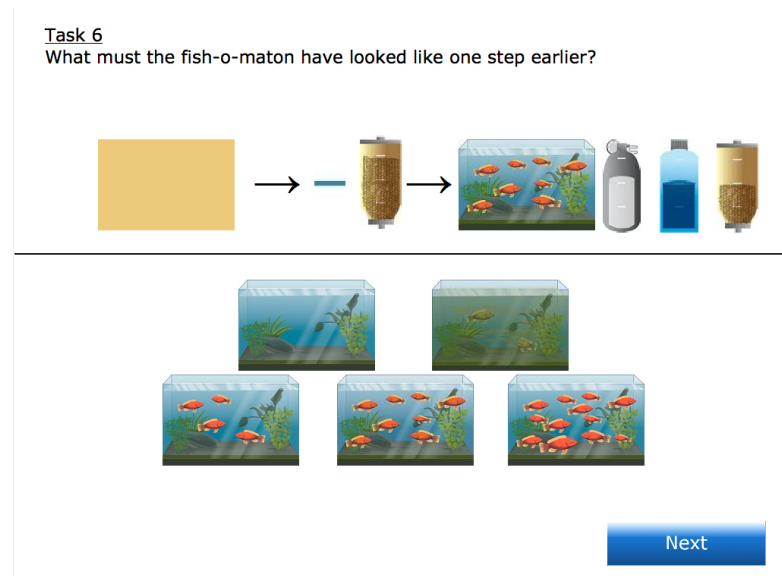 Task 6
What must the fish-o-maton have looked like one step earlier?
Next